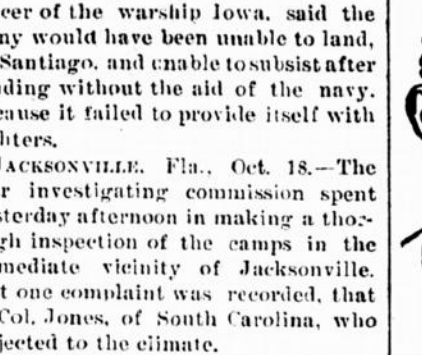 cer of the warship Iowa, said the
ny would have been unable to land,
Santiago, and unable to subsist after
ding without the aid of the navy.
cause it failed to provide itself with
hters.
JACKSONVILLE, Fla., Oct. 18.—The
r investigating commission spent
sterday afternoon in making a thor-
gh inspection of the camps in the
mediate vicinity of Jacksonville.
t one complaint was recorded, that
Col. Jones, of South Carolina, who
jected to the climate.